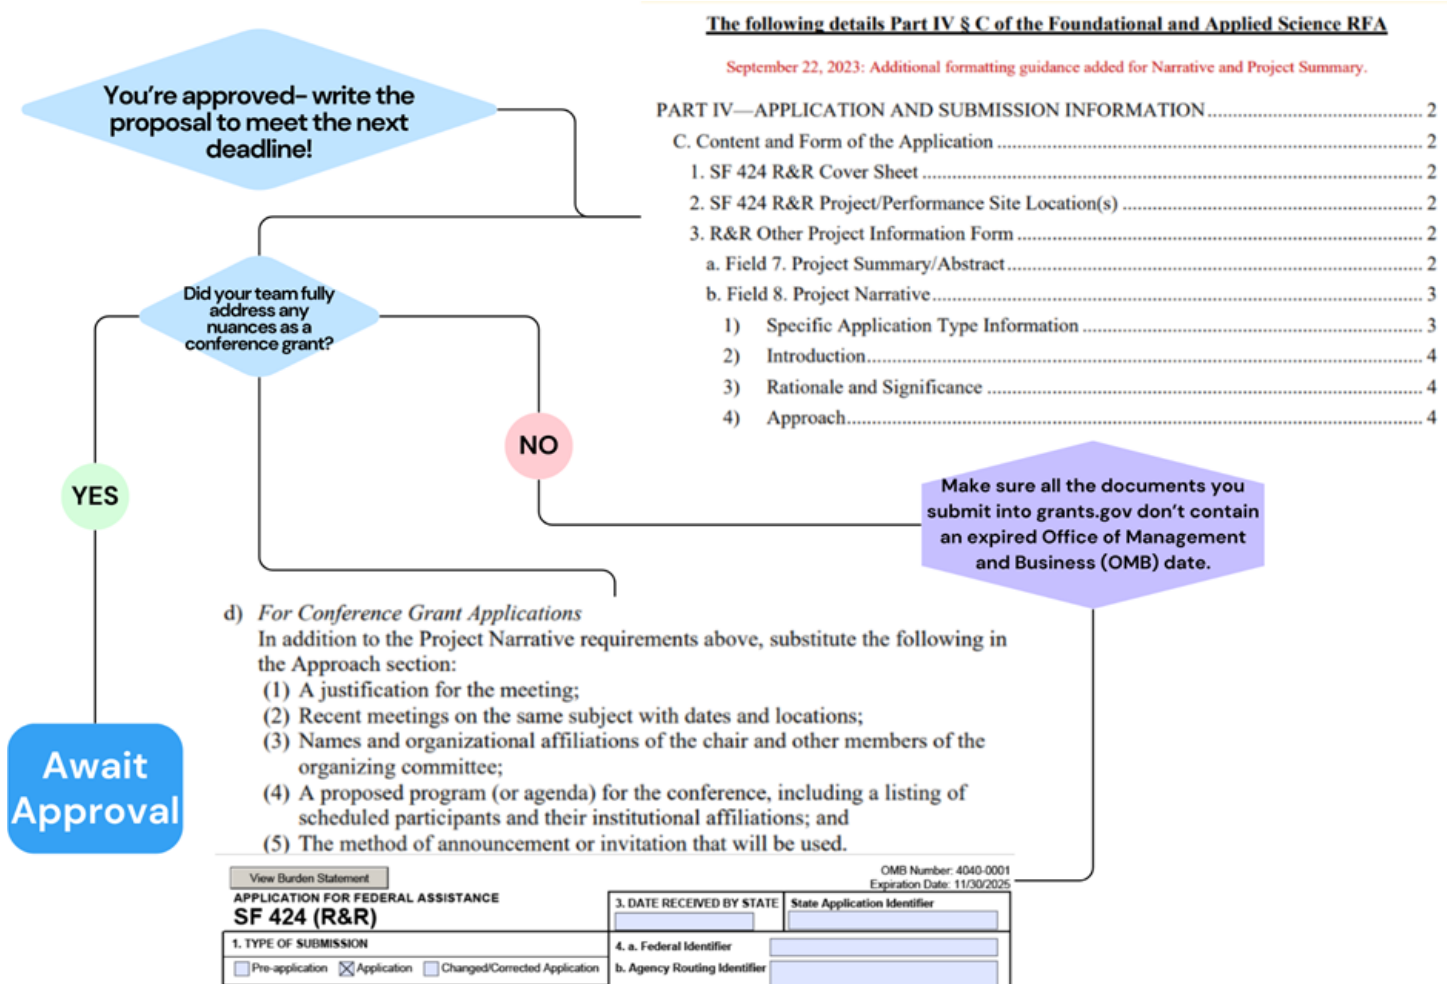 The following details Part IV § C of the Foundational and Applied Science RFA
September 22, 2023: Additional formatting guidance added for Narrative and Project Summary.
You're approved- write the
proposal to meet the next
deadline!
PART IV—APPLICATION AND SUBMISSION INFORMATION 2
C. Content and Form of the Application 2
1. SF 424 R&R Cover Sheet 2
2. SF 424 R&R Project/Performance Site Location(s) 2
3. R&R Other Project Information Form 2
a. Field 7. Project Summary/Abstract 2
b. Field 8. Project Narrative 3
1) Specific Application Type Information 3
2) Introduction 4
3) Rationale and Significance 4
4) Approach 4
Did your team fully
address any
nuances as a
conference grant?
NO
YES
Make sure all the documents you
submit into grants.gov don't contain
an expired Office of Management
and Business (OMB) date.
d) For Conference Grant Applications
In addition to the Project Narrative requirements above, substitute the following in
the Approach section:
(1) A justification for the meeting;
(2) Recent meetings on the same subject with dates and locations;
(3) Names and organizational affiliations of the chair and other members of the
organizing committee;
(4) A proposed program (or agenda) for the conference, including a listing of
scheduled participants and their institutional affiliations; and
(5) The method of announcement or invitation that will be used.
Await
Approval
View Burden Statement
OMB Number: 4040-0001
Expiration Date: 11/30/2025
APPLICATION FOR FEDERAL ASSISTANCE
SF 424 (R&R)
3. DATE RECEIVED BY STATE
State Application Identifier
1. TYPE OF SUBMISSION
4. a. Federal Identifier
Pre-application Application Changed/Corrected Application
b. Agency Routing Identifier